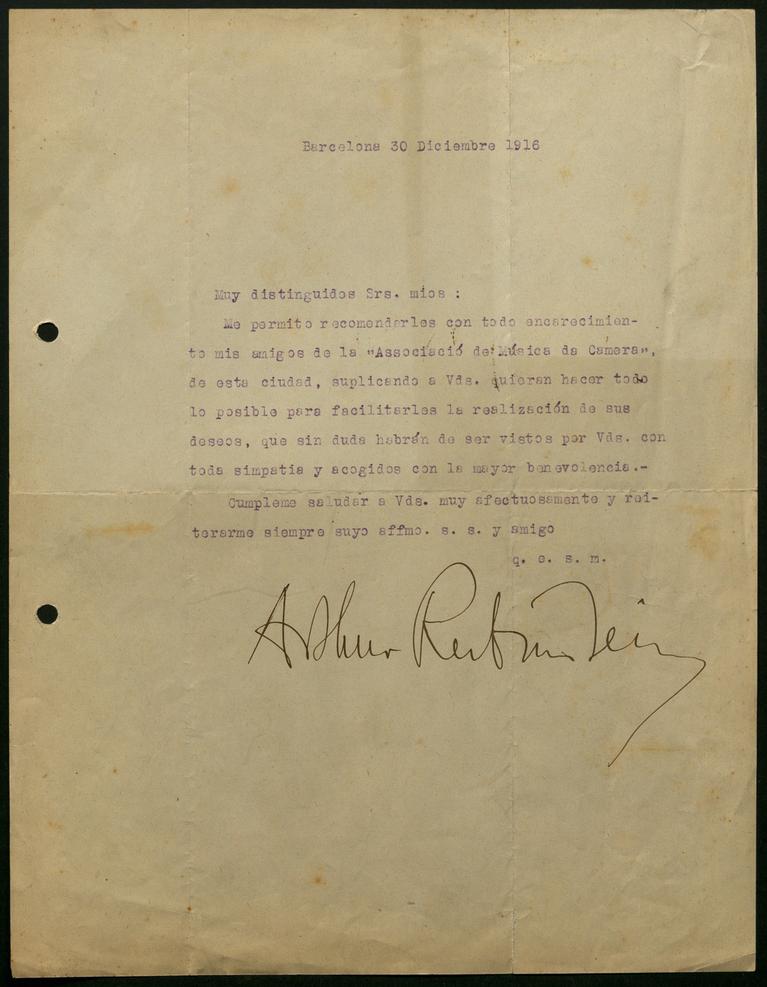 Barcelona 30 Diciembre 1916
Muy distinguidos Srs. mios :
Me permito recomendarles con todo encarecimien-
to mis amigos de la "Associació de Música da Camera",
de esta ciudad, suplicando a Vds. quieran hacer todo
lo posible para facilitarles la realización de sus
deseos, que sin duda habrán de ser vistos por Vds. con
toda simpatia y acogidos con la mayor benevolencia.-
Cumpleme saludar a Vds. muy afectuosamente y rei-
terarme siempre suyo affmo. s. s. y amigo
q. e. s. m.
Arthur Rubinstein